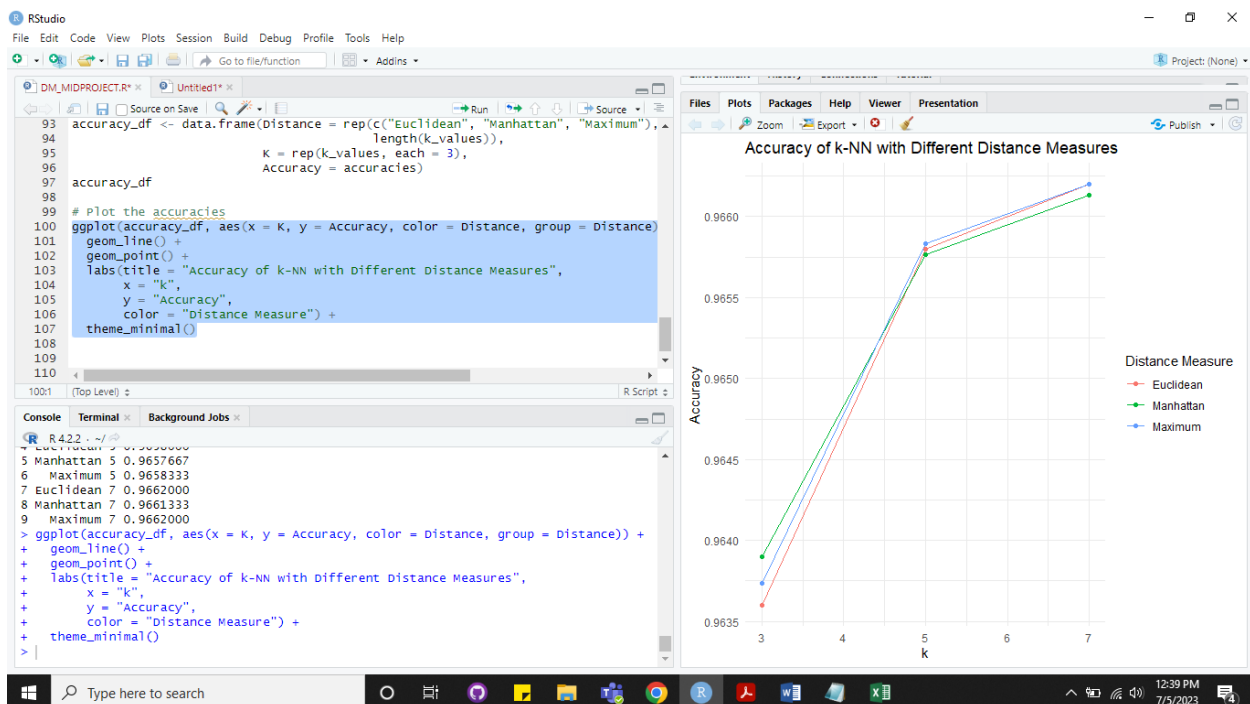 RStudio
File Edit Code View Plots Session Build Debug Profile Tools Help
Go to file/function
Addins
Project: (None)
DM_MIDPROJECT.R*
Untitled1*
Source on Save
Run
Source
93 accuracy_df <- data.frame(Distance = rep(c("Euclidean", "Manhattan", "Maximum"),
94 length(k_values)),
95 K = rep(k_values, each = 3),
96 Accuracy = accuracies)
97 accuracy_df
98
99 # Plot the accuracies
100 ggplot(accuracy_df, aes(x = K, y = Accuracy, color = Distance, group = Distance)
101 geom_line() +
102 geom_point() +
103 labs(title = "Accuracy of k-NN with Different Distance Measures",
104 x = "k",
105 y = "Accuracy",
106 color = "Distance Measure") +
107 theme_minimal()
108
109
110
100:1 (Top Level) R Script
Console Terminal Background Jobs
R 4.2.2 · ~/
5 Manhattan 5 0.9657667
6 Maximum 5 0.9658333
7 Euclidean 7 0.9662000
8 Manhattan 7 0.9661333
9 Maximum 7 0.9662000
> ggplot(accuracy_df, aes(x = K, y = Accuracy, color = Distance, group = Distance)) +
+ geom_line() +
+ geom_point() +
+ labs(title = "Accuracy of k-NN with Different Distance Measures",
+ x = "k",
+ y = "Accuracy",
+ color = "Distance Measure") +
+ theme_minimal()
>
Files Plots Packages Help Viewer Presentation
Zoom Export Publish
Accuracy of k-NN with Different Distance Measures
0.9660
0.9655
0.9650
0.9645
0.9640
0.9635
Accuracy
3 4 5 6 7
k
Distance Measure
Euclidean
Manhattan
Maximum
Type here to search
12:39 PM
7/5/2023
4